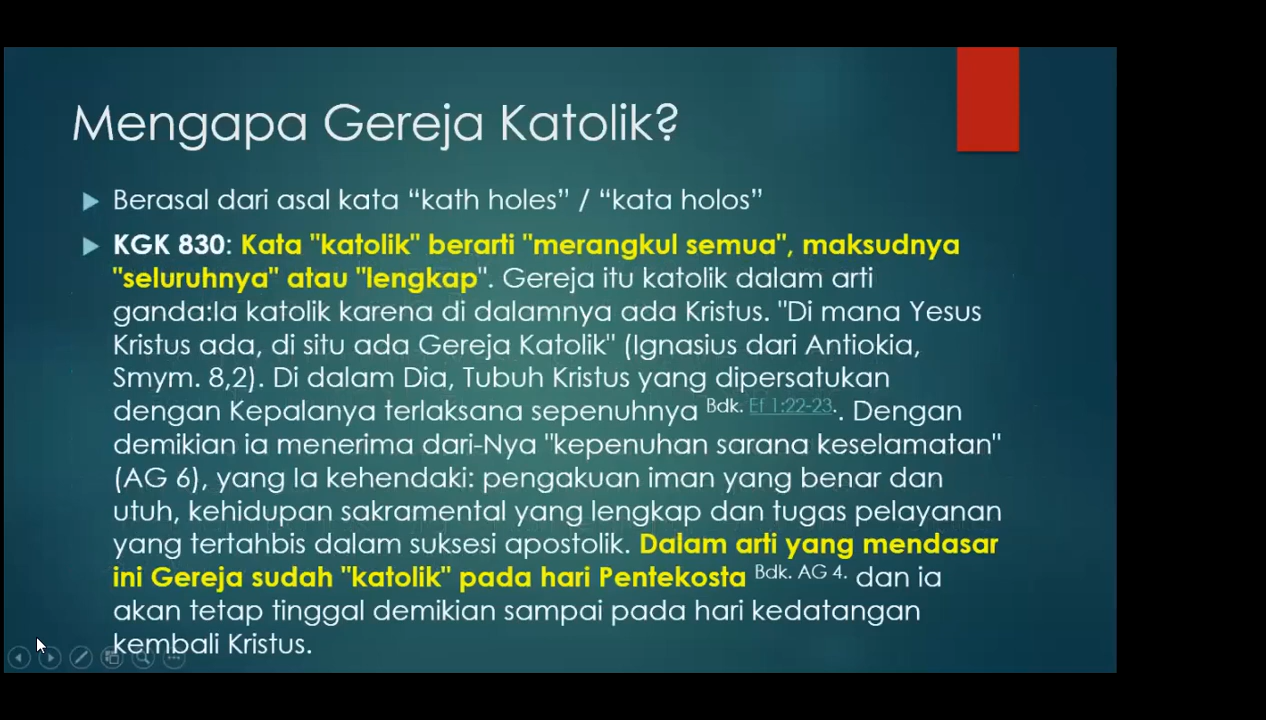 Mengapa Gereja Katolik?
Berasal dari asal kata “kath holes” / “kata holos”
KGK 830: Kata "katolik" berarti "merangkul semua", maksudnya
"seluruhnya" atau "lengkap". Gereja itu katolik dalam arti
ganda:Ia katolik karena di dalamnya ada Kristus. "Di mana Yesus
Kristus ada, di situ ada Gereja Katolik" (Ignasius dari Antiokia,
Smym. 8,2). Di dalam Dia, Tubuh Kristus yang dipersatukan
dengan Kepalanya terlaksana sepenuhnya Bdk. Ef 1:22-23.. Dengan
demikian ia menerima dari-Nya "kepenuhan sarana keselamatan"
(AG 6), yang Ia kehendaki: pengakuan iman yang benar dan
utuh, kehidupan sakramental yang lengkap dan tugas pelayanan
yang tertahbis dalam suksesi apostolik. Dalam arti yang mendasar
ini Gereja sudah "katolik" pada hari Pentekosta Bdk. AG 4. dan ia
akan tetap tinggal demikian sampai pada hari kedatangan
kembali Kristus.